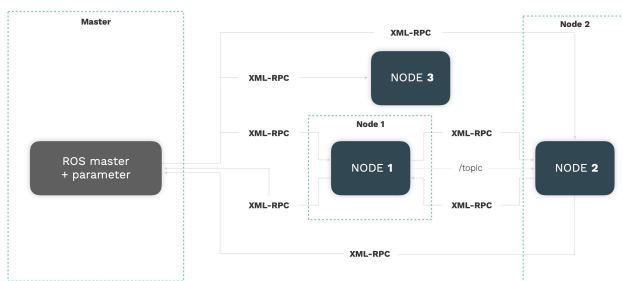 Master
XML-RPC
Node 2
XML-RPC
NODE 3
Node 1
XML-RPC
XML-RPC
ROS master
+ parameter
NODE 1
/topic
NODE 2
XML-RPC
XML-RPC
XML-RPC